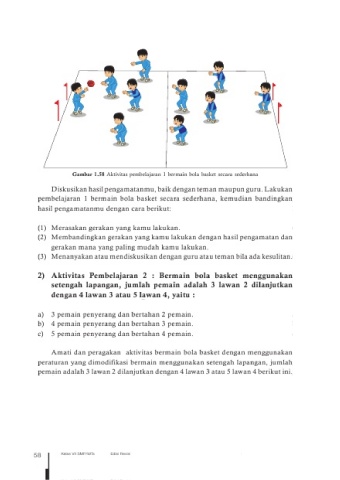 Gambar 1.58 Aktivitas pembelajaran 1 bermain bola basket secara sederhana
Diskusikan hasil pengamatanmu, baik dengan teman maupun guru. Lakukan
pembelajaran 1 bermain bola basket secara sederhana, kemudian bandingkan
hasil pengamatanmu dengan cara berikut:
(1) Merasakan gerakan yang kamu lakukan.
(2) Membandingkan gerakan yang kamu lakukan dengan hasil pengamatan dan
gerakan mana yang paling mudah kamu lakukan.
(3) Menanyakan atau mendiskusikan dengan guru atau teman bila ada kesulitan.
2) Aktivitas Pembelajaran 2 : Bermain bola basket menggunakan
setengah lapangan, jumlah pemain adalah 3 lawan 2 dilanjutkan
dengan 4 lawan 3 atau 5 lawan 4, yaitu :
a) 3 pemain penyerang dan bertahan 2 pemain.
b) 4 pemain penyerang dan bertahan 3 pemain.
c) 5 pemain penyerang dan bertahan 4 pemain.
Amati dan peragakan aktivitas bermain bola basket dengan menggunakan
peraturan yang dimodifikasi bermain menggunakan setengah lapangan, jumlah
pemain adalah 3 lawan 2 dilanjutkan dengan 4 lawan 3 atau 5 lawan 4 berikut ini.
58